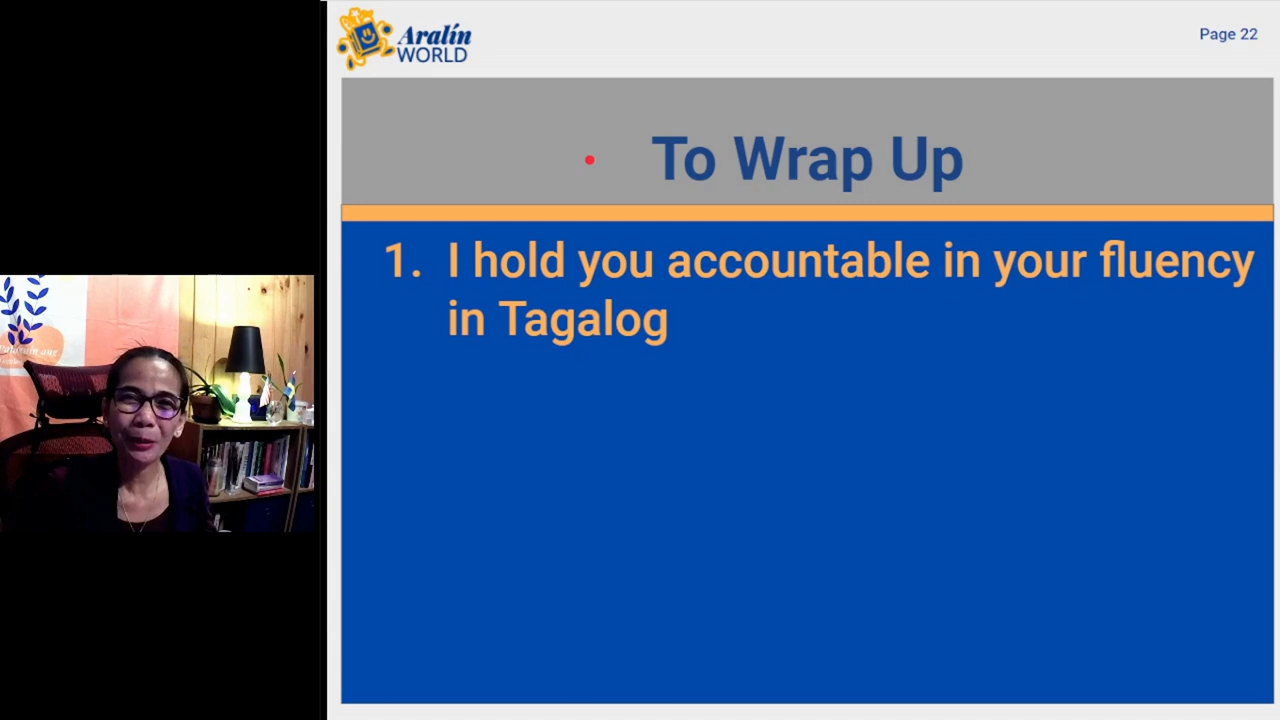 Aralín
WORLD
Page 22
To Wrap Up
1. I hold you accountable in your fluency
in Tagalog